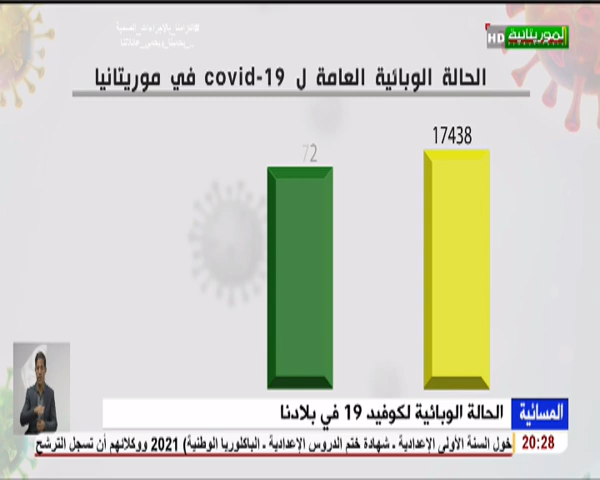 الموريتانية
HD
الحالة الوبائية العامة ل covid-19 في موريتانيا
17438
72
المسائية
الحالة الوبائية لكوفيد 19 في بلادنا
20:28
خول السنة الأولى الإعدادية ـ شهادة ختم الدروس الإعدادية ـ الباكلوريا الوطنية) 2021 ووكلائهم أن تسجل الترشح